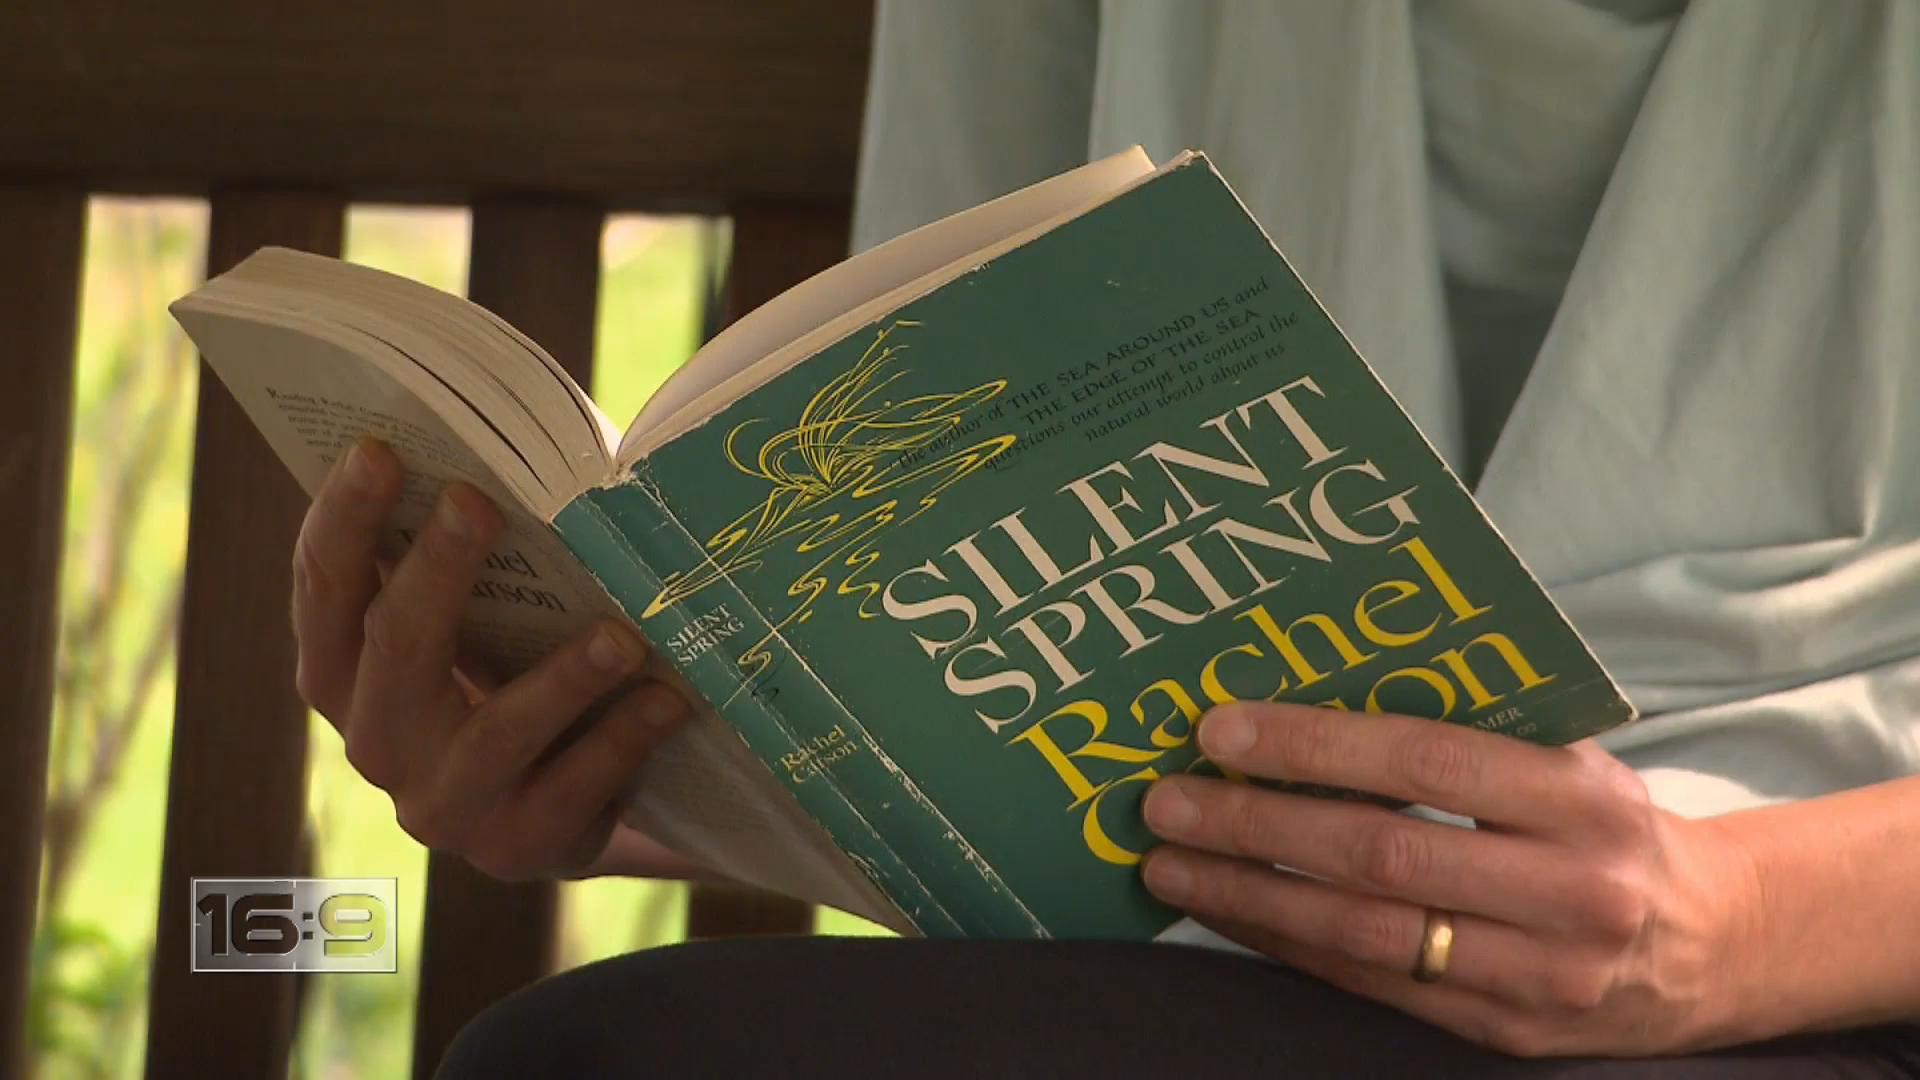 The author of THE SEA AROUND US and
THE EDGE OF THE SEA
questions our attempt to control the
natural world about us
SILENT
SPRING
Rachel
Carson
SILENT
SPRING
Rachel
Carson
16:9